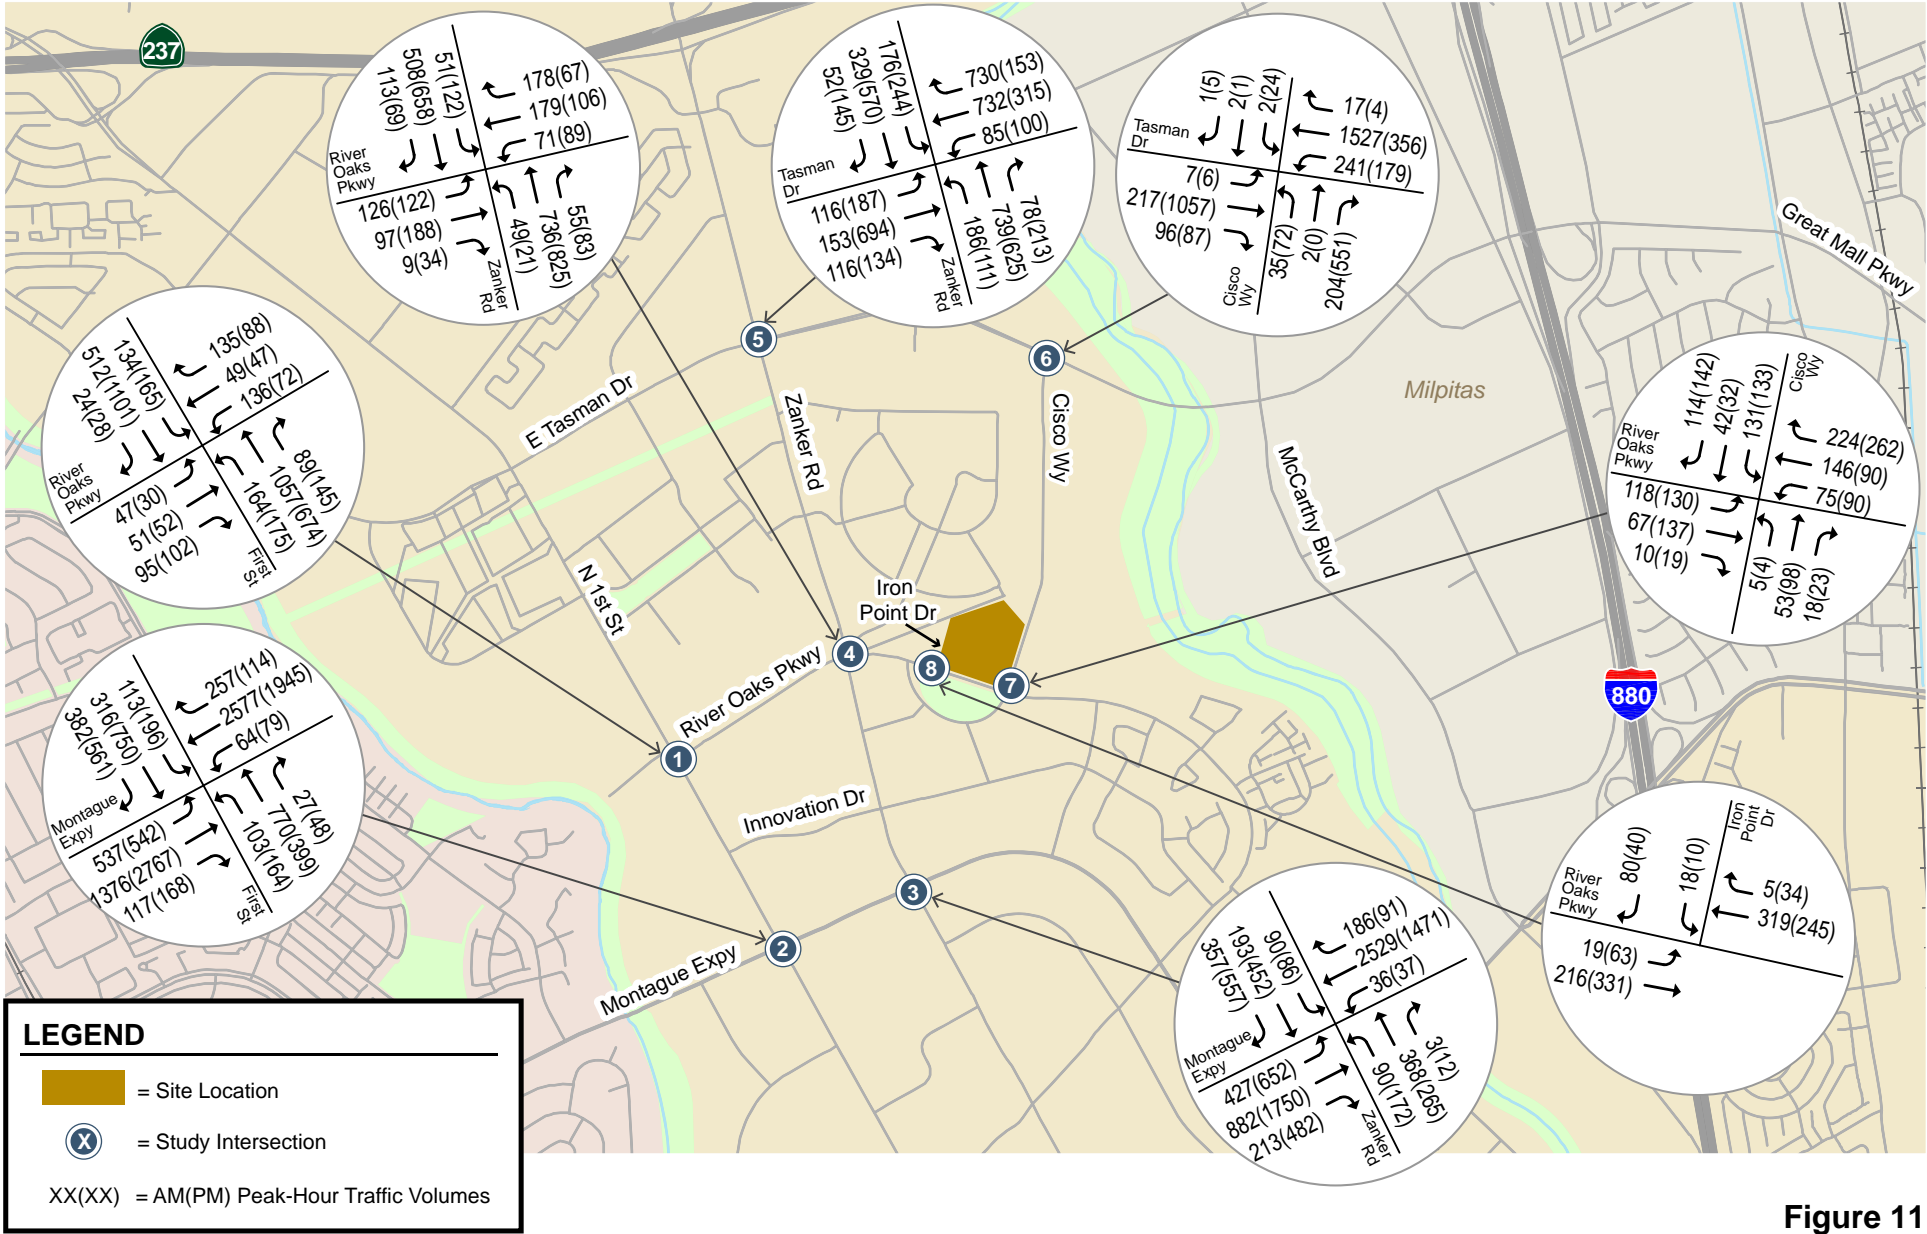 237
508(658)
113(69)
51(122)
178(67)
179(106)
71(89)
River
Oaks
Pkwy
126(122)
97(188)
9(34)
49(21)
736(825)
55(83)
Zanker
Rd
52(145)
329(570)
176(244)
730(153)
732(315)
85(100)
Tasman
Dr
116(187)
153(694)
116(134)
186(111)
739(625)
78(213)
Zanker
Rd
1(5)
2(1)
2(24)
17(4)
1527(356)
241(179)
Tasman
Dr
7(6)
217(1057)
96(87)
35(72)
2(0)
204(551)
Cisco
Wy
Great Mall Pkwy
24(28)
512(1101)
134(165)
135(88)
49(47)
136(72)
River
Oaks
Pkwy
47(30)
51(52)
95(102)
164(175)
1057(674)
89(145)
First
St
5
6
E Tasman Dr
Zanker Rd
Cisco Wy
Milpitas
McCarthy Blvd
114(142)
42(32)
131(133)
Cisco
Wy
224(262)
146(90)
75(90)
River
Oaks
Pkwy
118(130)
67(137)
10(19)
5(4)
53(98)
18(23)
N 1st St
Iron
Point Dr
4
8
7
River Oaks Pkwy
1
880
382(561)
316(750)
113(196)
257(114)
2577(1945)
64(79)
Montague
Expy
537(542)
1376(2767)
117(168)
103(164)
770(399)
27(48)
First
St
Innovation Dr
3
2
Montague Expy
357(557)
193(452)
90(86)
186(91)
2529(1471)
36(37)
Montague
Expy
427(652)
882(1750)
213(482)
90(172)
368(265)
3(12)
Zanker
Rd
80(40)
18(10)
Iron
Point
Dr
5(34)
319(245)
River
Oaks
Pkwy
19(63)
216(331)
LEGEND
= Site Location
X = Study Intersection
XX(XX) = AM(PM) Peak-Hour Traffic Volumes
Figure 11